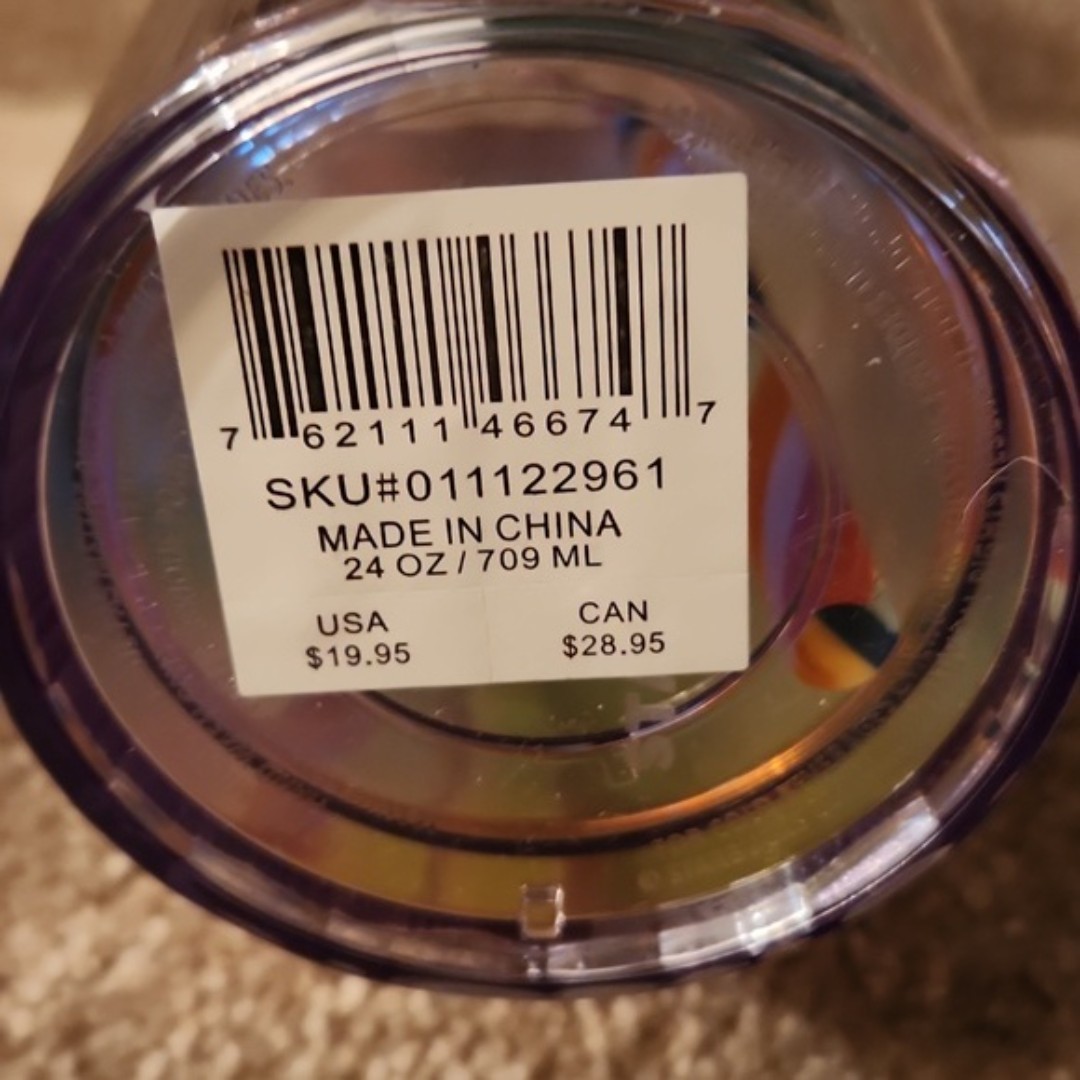 7 62111 46674 7
SKU#011122961
MADE IN CHINA
24 OZ / 709 ML
USA CAN
$19.95 $28.95